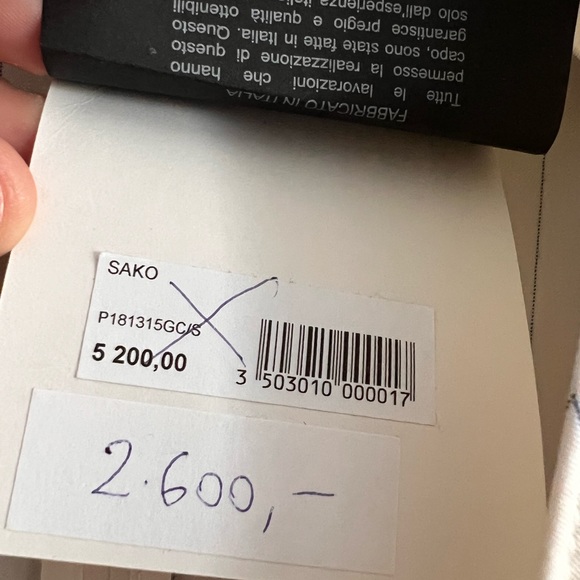 FABBRICATO IN ITALIA
Tutte le lavorazioni che hanno
permesso la realizzazione di questo
capo, sono state fatte in Italia. Questo
garantisce pregio e qualità ottenibili
solo dall'esperienza
SAKO
P181315GC/S
5 200,00
3 503010 000017
2.600,-